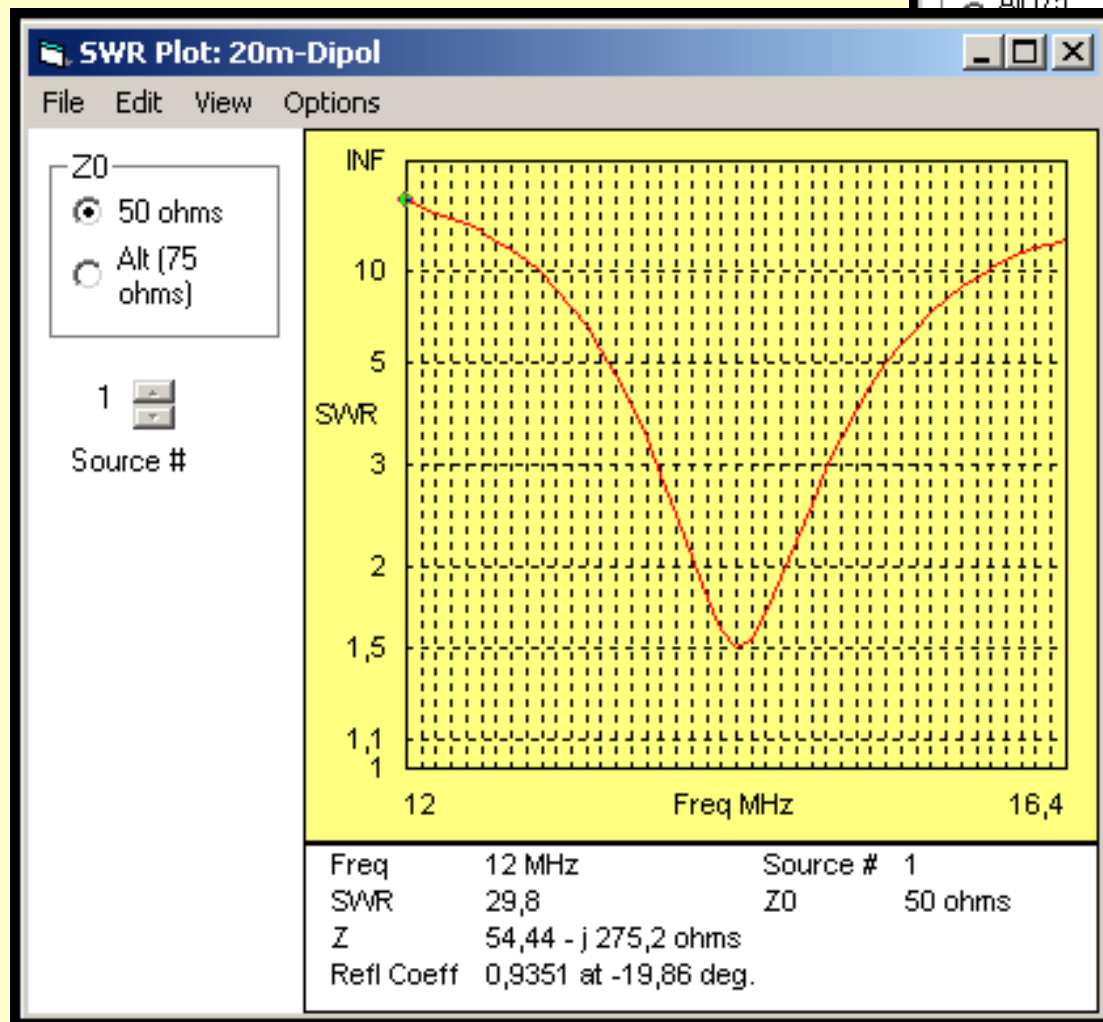 Alt (75
SWR Plot: 20m-Dipol
File Edit View Options
Z0
50 ohms
Alt (75
ohms)
1
Source #
INF
10
5
SWR
3
2
1,5
1,1
1
12 Freq MHz 16,4
Freq 12 MHz Source # 1
SWR 29,8 Z0 50 ohms
Z 54,44 - j 275,2 ohms
Refl Coeff 0,9351 at -19,86 deg.